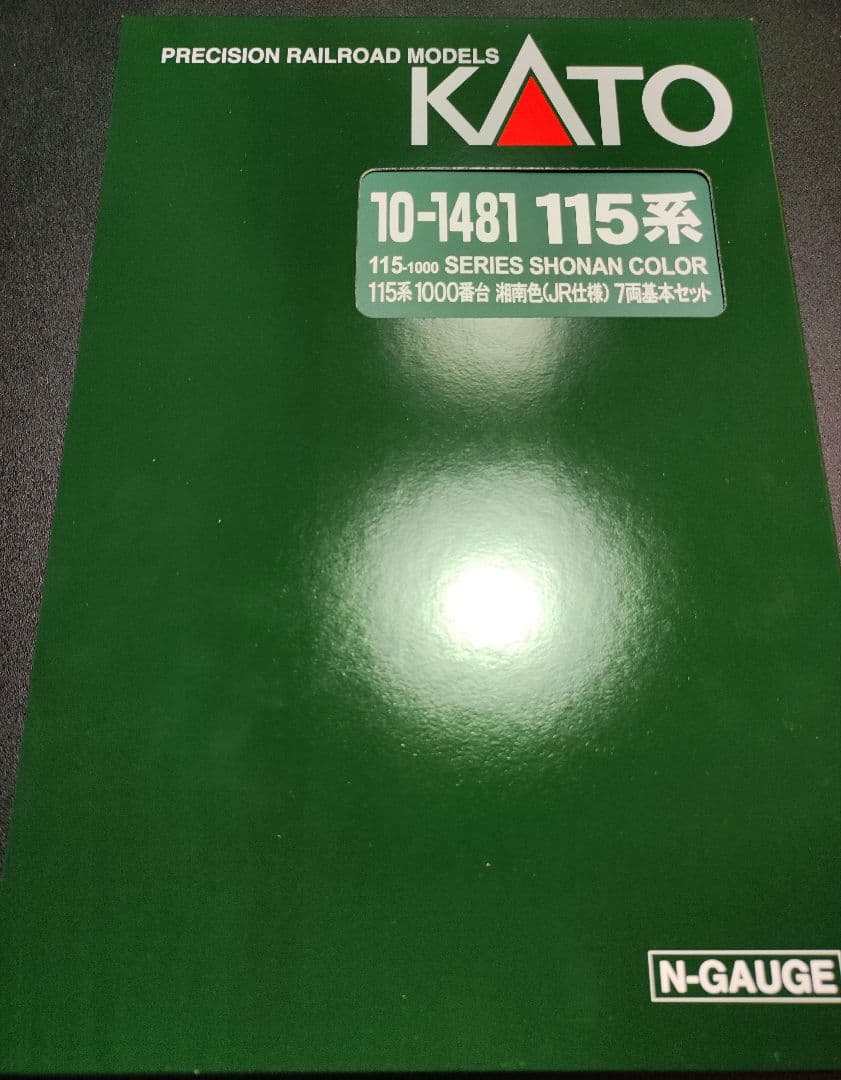 PRECISION RAILROAD MODELS
KATO
10-1481 115系
115-1000 SERIES SHONAN COLOR
115系 1000番台 湘南色(JR仕様) 7両基本セット
N-GAUGE